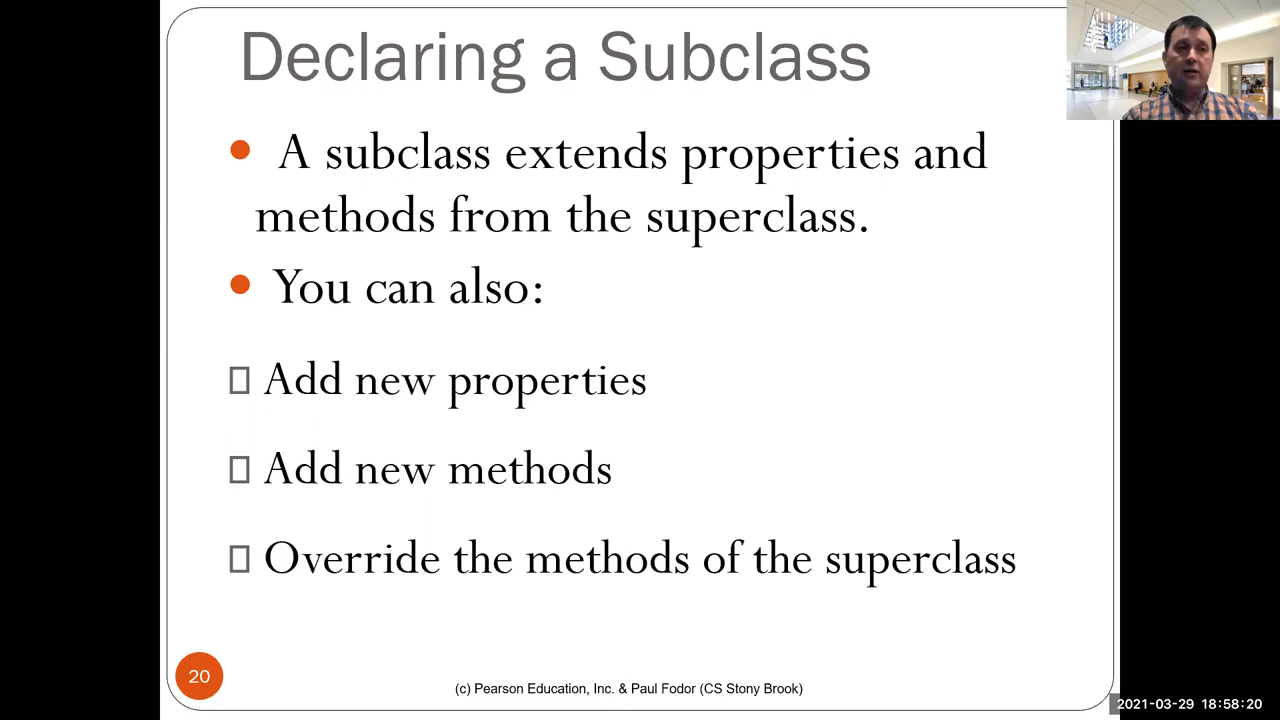 Declaring a Subclass
A subclass extends properties and
methods from the superclass.
You can also:
Add new properties
Add new methods
Override the methods of the superclass
20
(c) Pearson Education, Inc. & Paul Fodor (CS Stony Brook)
2021-03-29 18:58:20